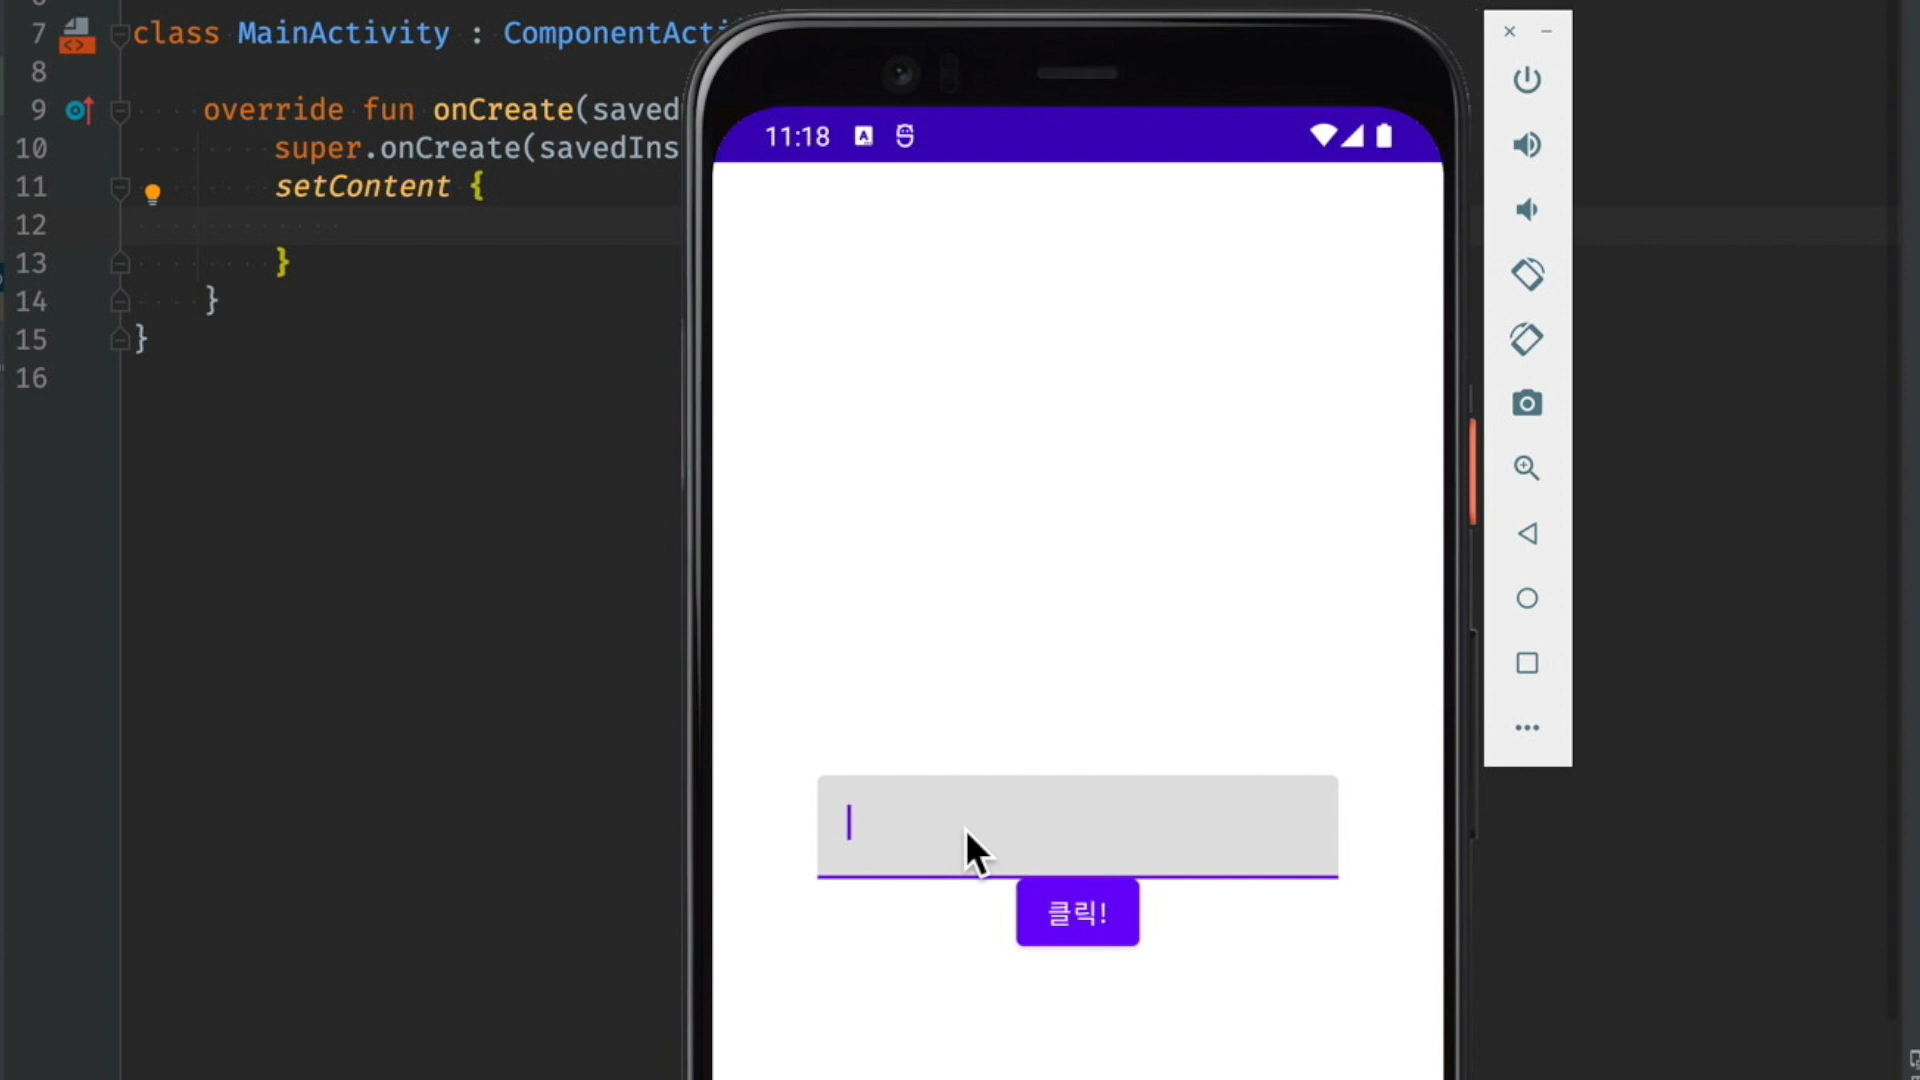 7 class MainActivity : ComponentActi
8
9 override fun onCreate(saved
10 super.onCreate(savedIns
11 setContent {
12
13 }
14 }
15 }
16
11:18
클릭!